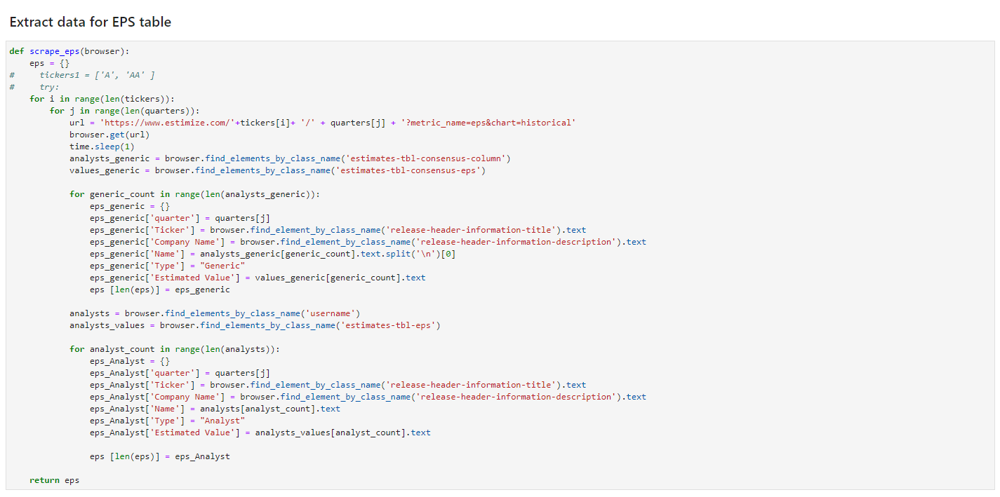 Extract data for EPS table
def scrape_eps(browser):
    eps = {}
#     tickers1 = ['A', 'AA' ]
#     try:
    for i in range(len(tickers)):
        for j in range(len(quarters)):
            url = 'https://www.estimize.com/'+tickers[i]+ '/' + quarters[j] + '?metric_name=eps&chart=historical'
            browser.get(url)
            time.sleep(1)
            analysts_generic = browser.find_elements_by_class_name('estimates-tbl-consensus-column')
            values_generic = browser.find_elements_by_class_name('estimates-tbl-consensus-eps')

            for generic_count in range(len(analysts_generic)):
                eps_generic = {}
                eps_generic['quarter'] = quarters[j]
                eps_generic['Ticker'] = browser.find_element_by_class_name('release-header-information-title').text
                eps_generic['Company Name'] = browser.find_element_by_class_name('release-header-information-description').text
                eps_generic['Name'] = analysts_generic[generic_count].text.split('\n')[0]
                eps_generic['Type'] = "Generic"
                eps_generic['Estimated Value'] = values_generic[generic_count].text
                eps [len(eps)] = eps_generic

            analysts = browser.find_elements_by_class_name('username')
            analysts_values = browser.find_elements_by_class_name('estimates-tbl-eps')

            for analyst_count in range(len(analysts)):
                eps_Analyst = {}
                eps_Analyst['quarter'] = quarters[j]
                eps_Analyst['Ticker'] = browser.find_element_by_class_name('release-header-information-title').text
                eps_Analyst['Company Name'] = browser.find_element_by_class_name('release-header-information-description').text
                eps_Analyst['Name'] = analysts[analyst_count].text
                eps_Analyst['Type'] = "Analyst"
                eps_Analyst['Estimated Value'] = analysts_values[analyst_count].text

                eps [len(eps)] = eps_Analyst

    return eps